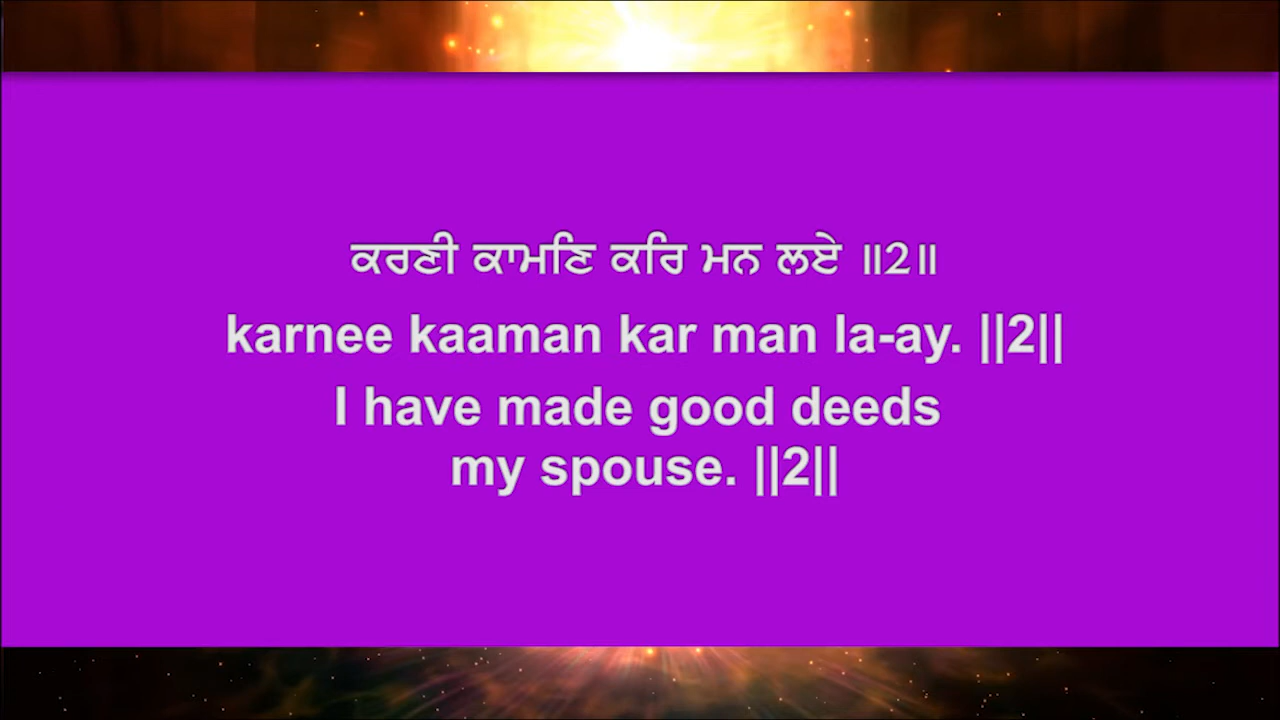 ਕਰਣੀ ਕਾਮਣਿ ਕਰਿ ਮਨ ਲਏ ॥2॥
karnee kaaman kar man la-ay. ||2||
I have made good deeds
my spouse. ||2||